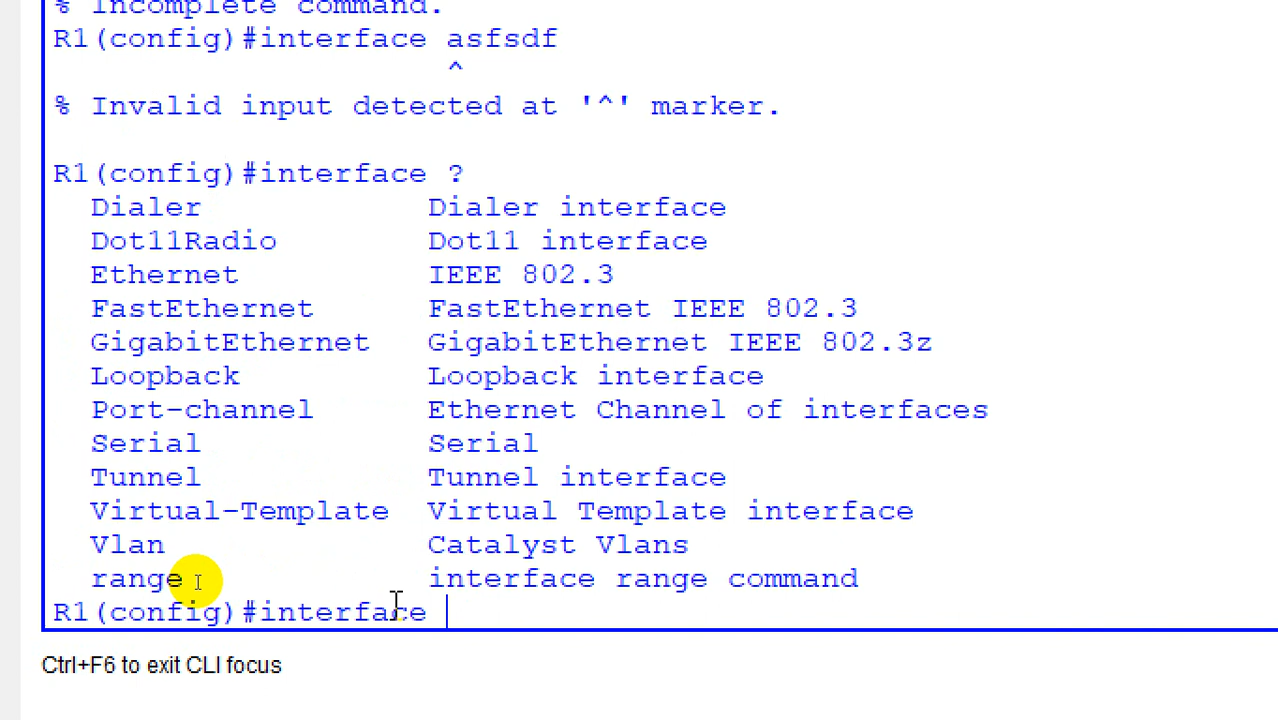 % Incomplete command.
R1(config)#interface asfsdf
^
% Invalid input detected at '^' marker.
R1(config)#interface ?
Dialer Dialer interface
Dot11Radio Dot11 interface
Ethernet IEEE 802.3
FastEthernet FastEthernet IEEE 802.3
GigabitEthernet GigabitEthernet IEEE 802.3z
Loopback Loopback interface
Port-channel Ethernet Channel of interfaces
Serial Serial
Tunnel Tunnel interface
Virtual-Template Virtual Template interface
Vlan Catalyst Vlans
range interface range command
R1(config)#interface
Ctrl+F6 to exit CLI focus